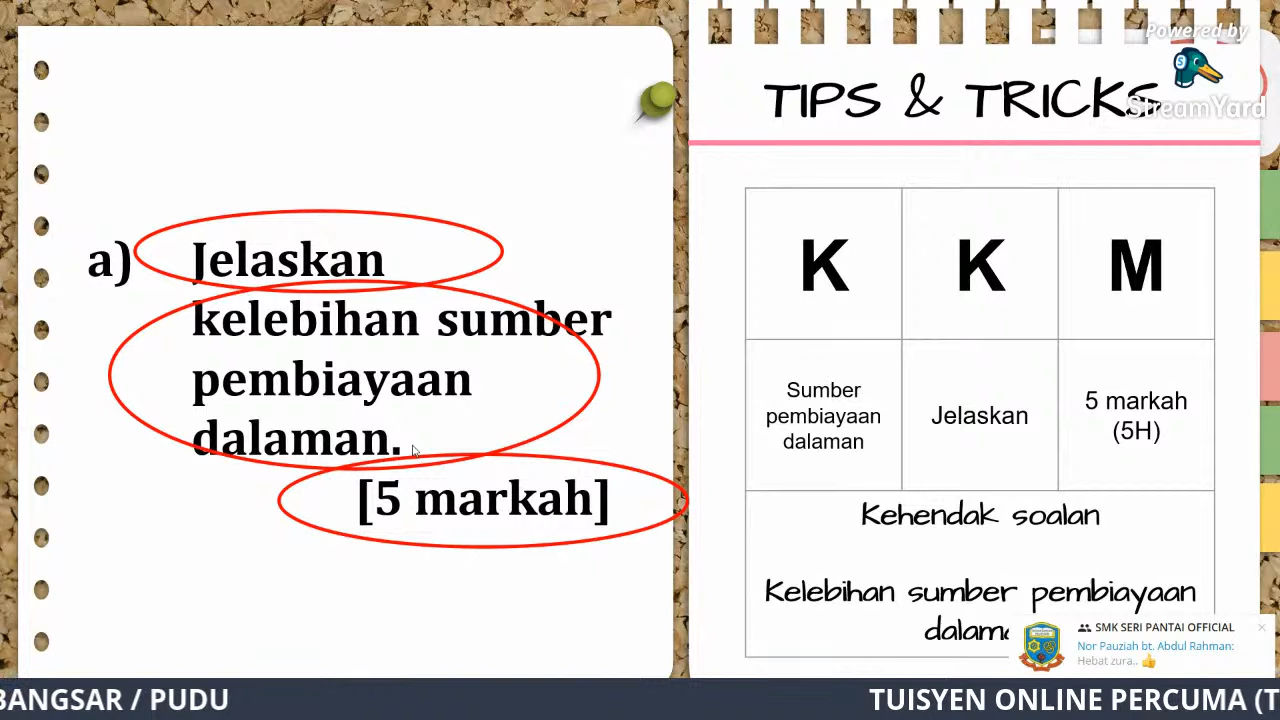 a) Jelaskan
kelebihan sumber
pembiayaan
dalaman.
[5 markah]
Powered by
StreamYard
TIPS & TRICKS
K K M
Sumber
pembiayaan
dalaman
Jelaskan
5 markah
(5H)
Kehendak soalan
Kelebihan sumber pembiayaan
SMK SERI PANTAI OFFICIAL
Nor Pauziah bt. Abdul Rahman:
Hebat zura.. 👍
BANGSAR / PUDU
TUISYEN ONLINE PERCUMA (T